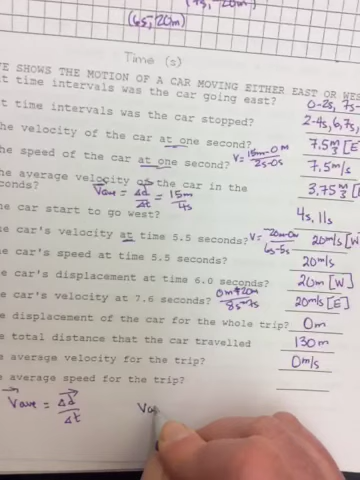 (7s, -20m)
(6s, -20m)
Time (s)
E SHOWS THE MOTION OF A CAR MOVING EITHER EAST OR WES
t time intervals was the car going east? 0-2s, 7s-
t time intervals was the car stopped? 2-4s, 6,7s,
he velocity of the car at one second? 7.5m [E
he speed of the car at one second? V = 15m-0m / 2s-0s 7.5m/s
he average velocity of the car in the
conds? Vave = Δd / Δt = 15m / 4s 3.75 m/s [
he car start to go west? 4s, 11s
e car's velocity at time 5.5 seconds? V = 20m/s [W
e car's speed at time 5.5 seconds? 20m/s
e car's displacement at time 6.0 seconds? 20m [W]
e car's velocity at 7.6 seconds? 0m+20m / 8s-7s 20m/s [E]
e displacement of the car for the whole trip? 0m
s total distance that the car travelled 130m
s average velocity for the trip? 0m/s
e average speed for the trip?
Vave = Δd / Δt Va